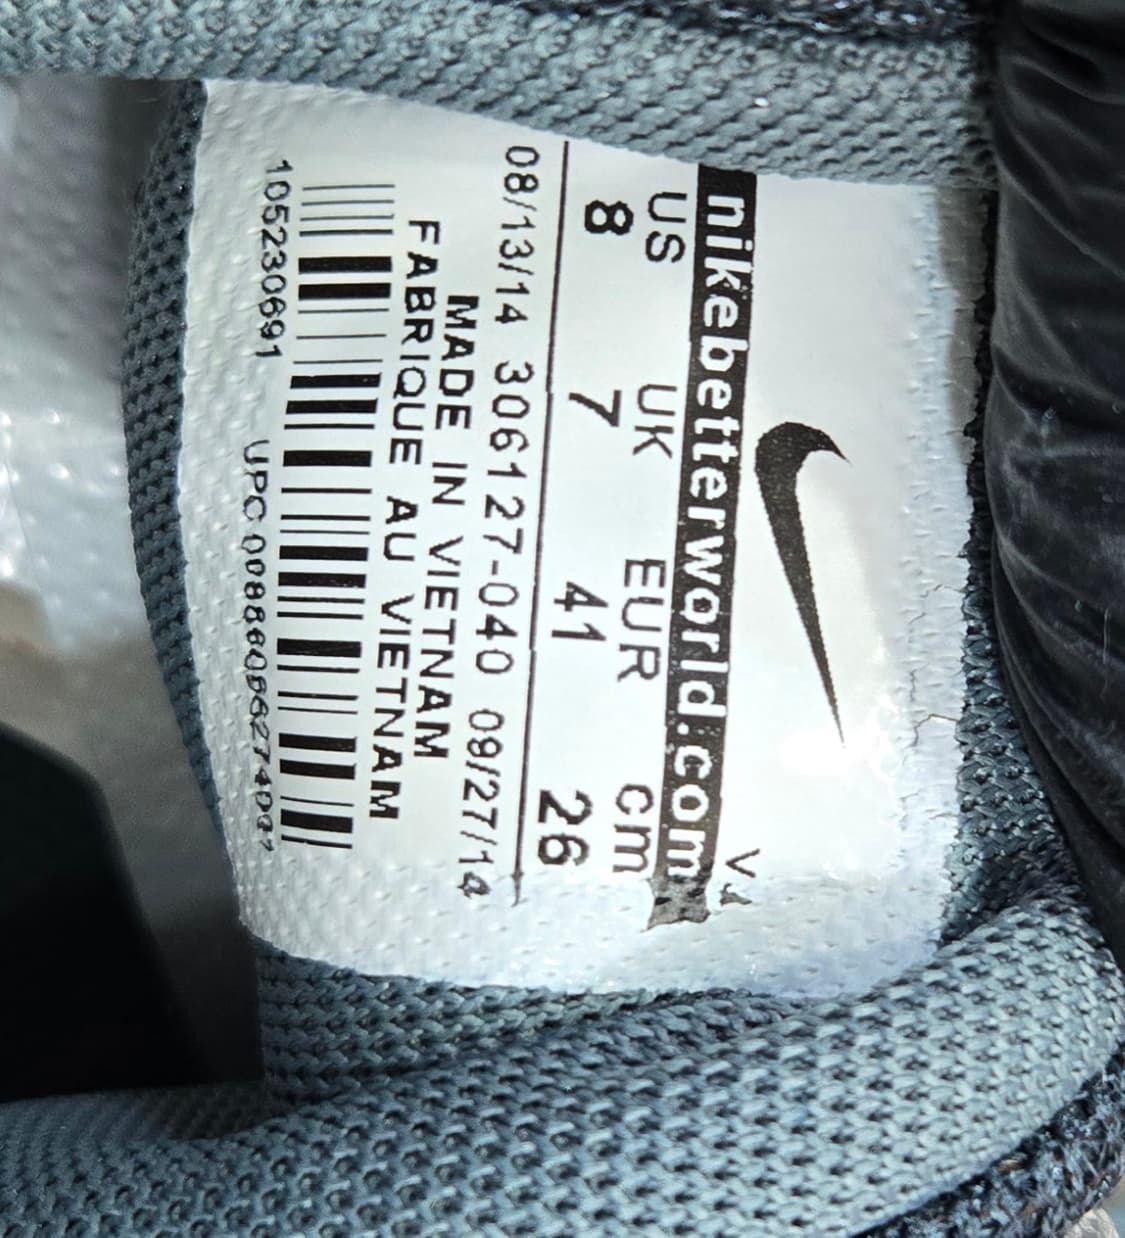 V4
nikebetterworld.com
US UK EUR cm
8 7 41 26
08/13/14 306127-040 09/27/14
MADE IN VIETNAM
FABRIQUE AU VIETNAM
105230691